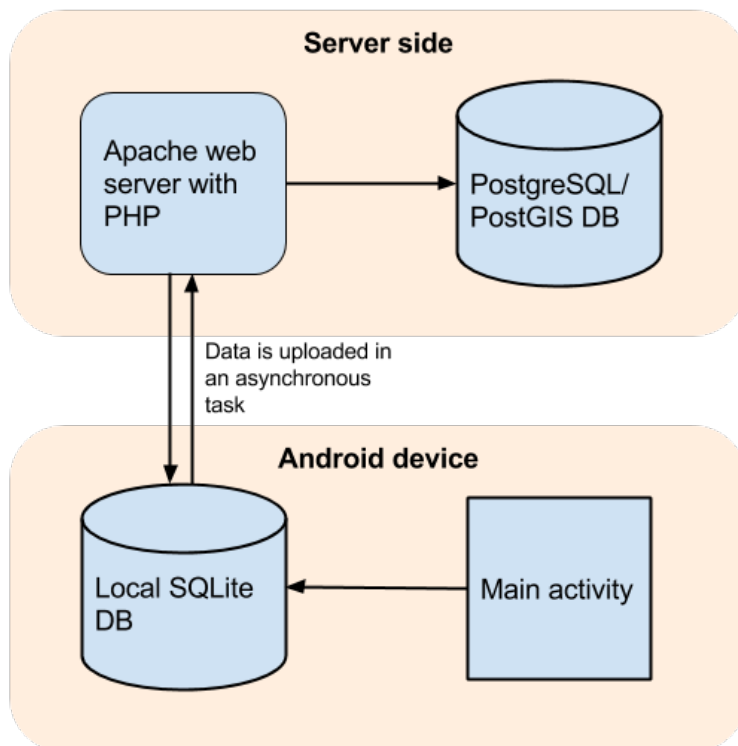 Server side
Apache web
server with
PHP
PostgreSQL/
PostGIS DB
Data is uploaded in
an asynchronous
task
Android device
Local SQLite
DB
Main activity